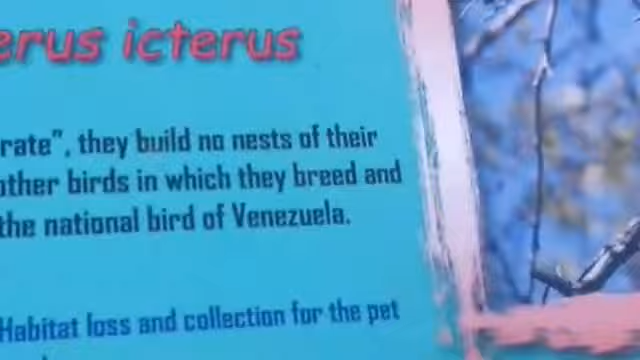 erus icterus
rate", they build no nests of their
other birds in which they breed and
the national bird of Venezuela.
Habitat loss and collection for the pet